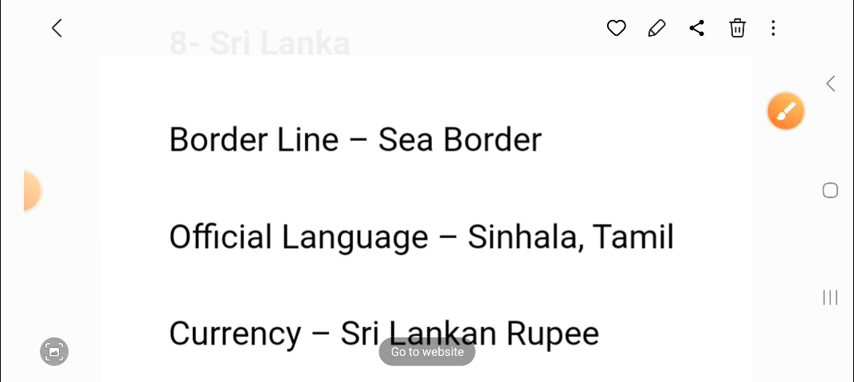 8- Sri Lanka
Border Line – Sea Border
Official Language – Sinhala, Tamil
Currency – Sri Lankan Rupee
Go to website